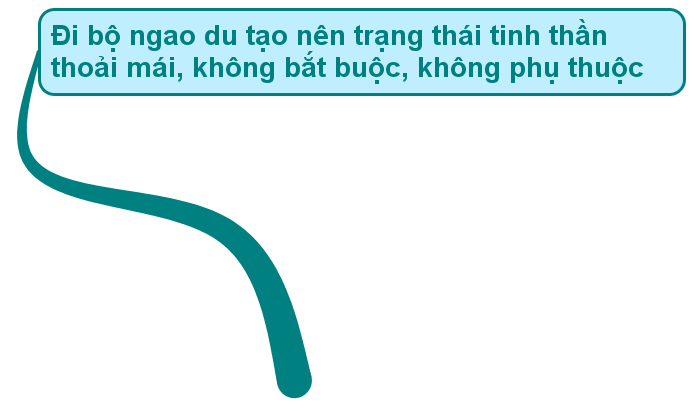 Đi bộ ngao du tạo nên trạng thái tinh thần
thoải mái, không bắt buộc, không phụ thuộc